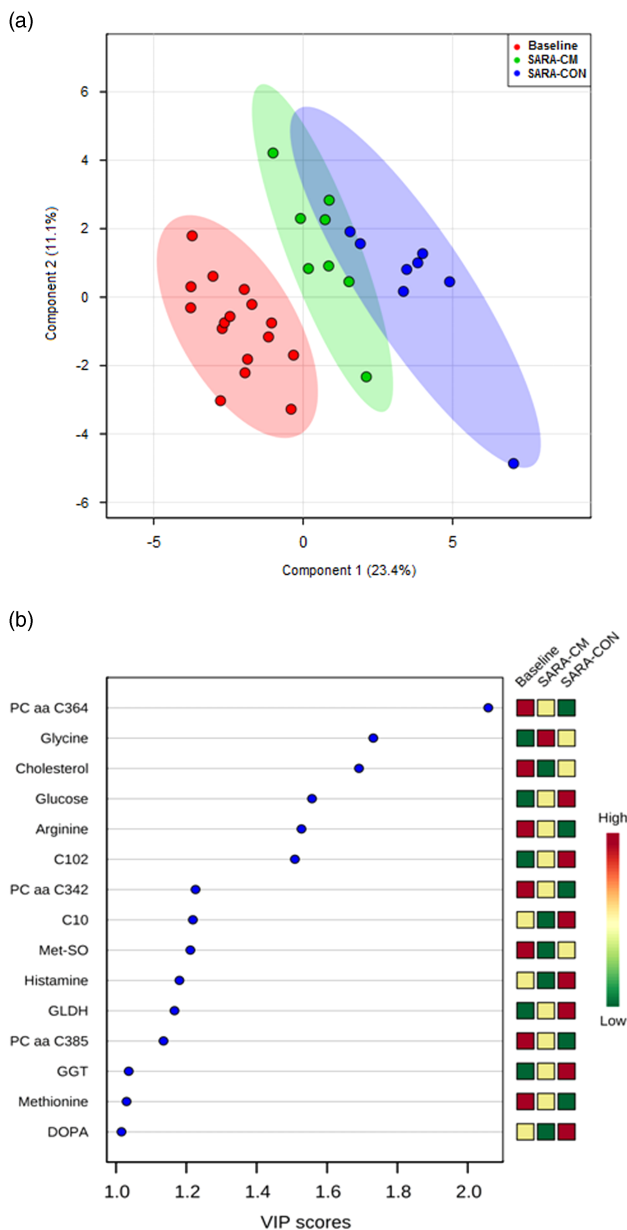 (a)
Baseline
SARA-CM
SARA-CON
6
4
2
0
-2
-4
-6
Component 2 (11.1%)
-5 0 5
Component 1 (23.4%)
(b)
Baseline
SARA-CM
SARA-CON
PC aa C364
Glycine
Cholesterol
Glucose
Arginine
C102
PC aa C342
C10
Met-SO
Histamine
GLDH
PC aa C385
GGT
Methionine
DOPA
High
Low
1.0 1.2 1.4 1.6 1.8 2.0
VIP scores